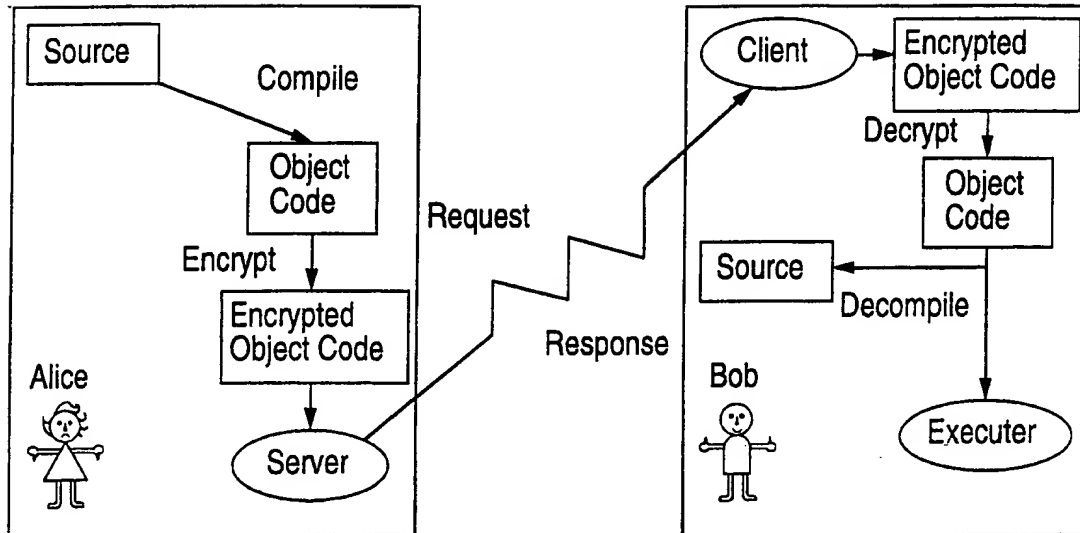 Source
Compile
Object
Code
Encrypt
Encrypted
Object Code
Server
Alice
Request
Response
Client
Encrypted
Object Code
Decrypt
Object
Code
Source
Decompile
Bob
Executer